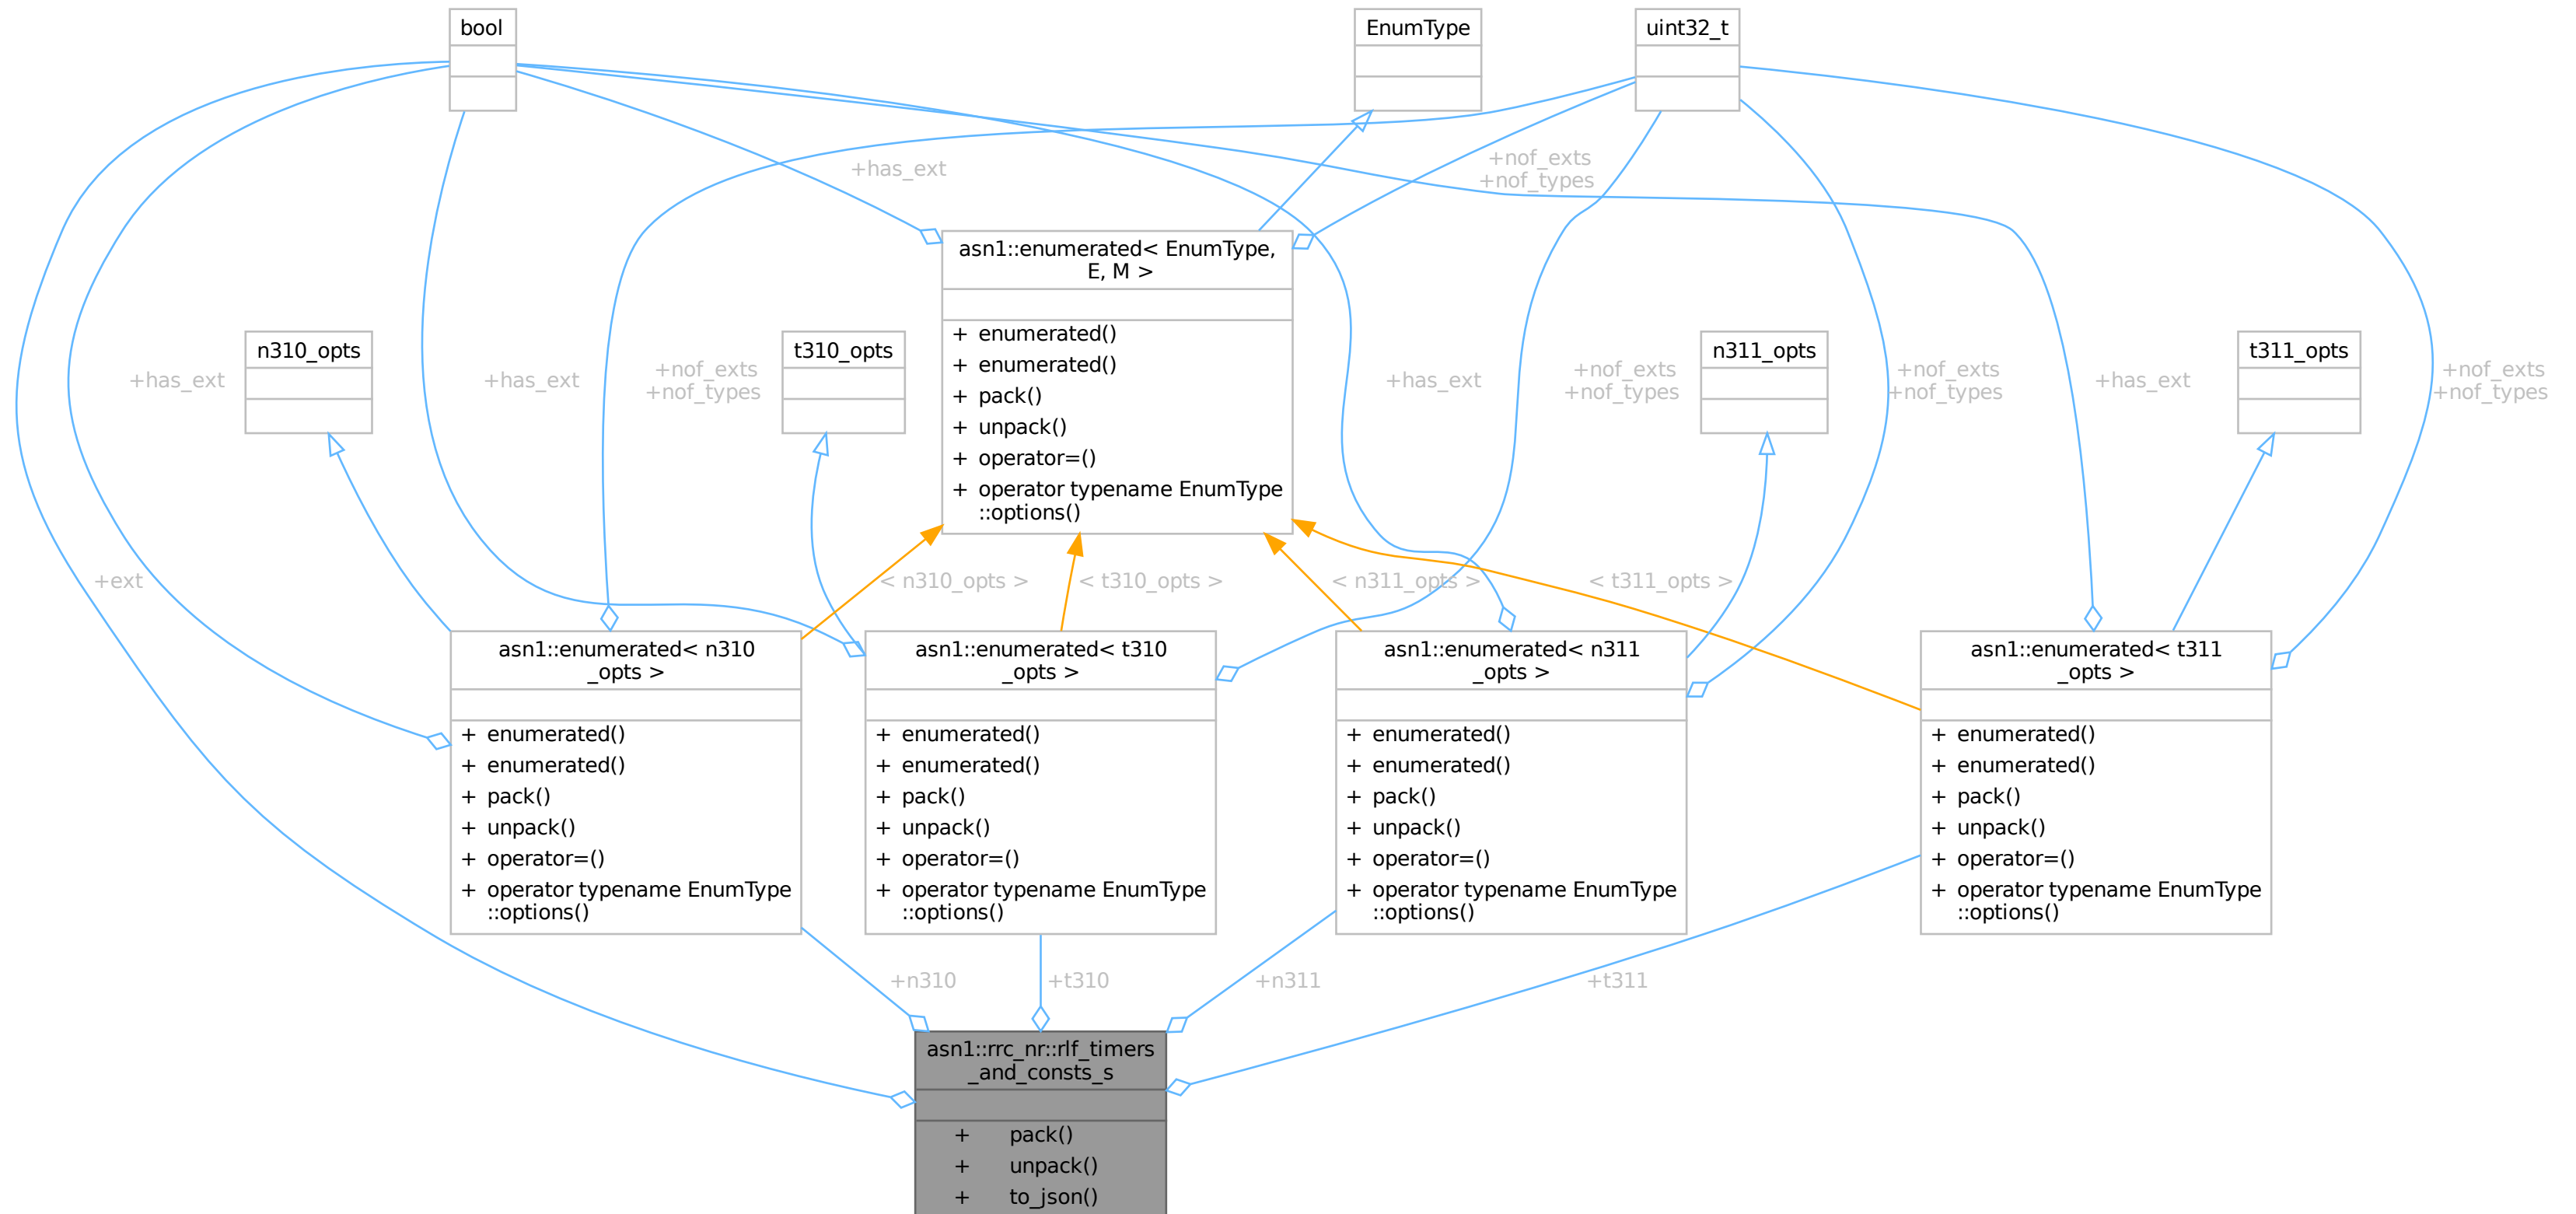 bool
EnumType
uint32_t
+has_ext
+nof_exts
+nof_types
asn1::enumerated< EnumType,
E, M >
+ enumerated()
+ enumerated()
+ pack()
+ unpack()
+ operator=()
+ operator typename EnumType
::options()
n310_opts
t310_opts
n311_opts
t311_opts
+has_ext
+has_ext
+nof_exts
+nof_types
+has_ext
+nof_exts
+nof_types
+nof_exts
+nof_types
+has_ext
+nof_exts
+nof_types
+ext
< n310_opts >
< t310_opts >
< n311_opts >
< t311_opts >
asn1::enumerated< n310
_opts >
+ enumerated()
+ enumerated()
+ pack()
+ unpack()
+ operator=()
+ operator typename EnumType
::options()
asn1::enumerated< t310
_opts >
+ enumerated()
+ enumerated()
+ pack()
+ unpack()
+ operator=()
+ operator typename EnumType
::options()
asn1::enumerated< n311
_opts >
+ enumerated()
+ enumerated()
+ pack()
+ unpack()
+ operator=()
+ operator typename EnumType
::options()
asn1::enumerated< t311
_opts >
+ enumerated()
+ enumerated()
+ pack()
+ unpack()
+ operator=()
+ operator typename EnumType
::options()
+n310
+t310
+n311
+t311
asn1::rrc_nr::rlf_timers
_and_consts_s
+ pack()
+ unpack()
+ to_json()